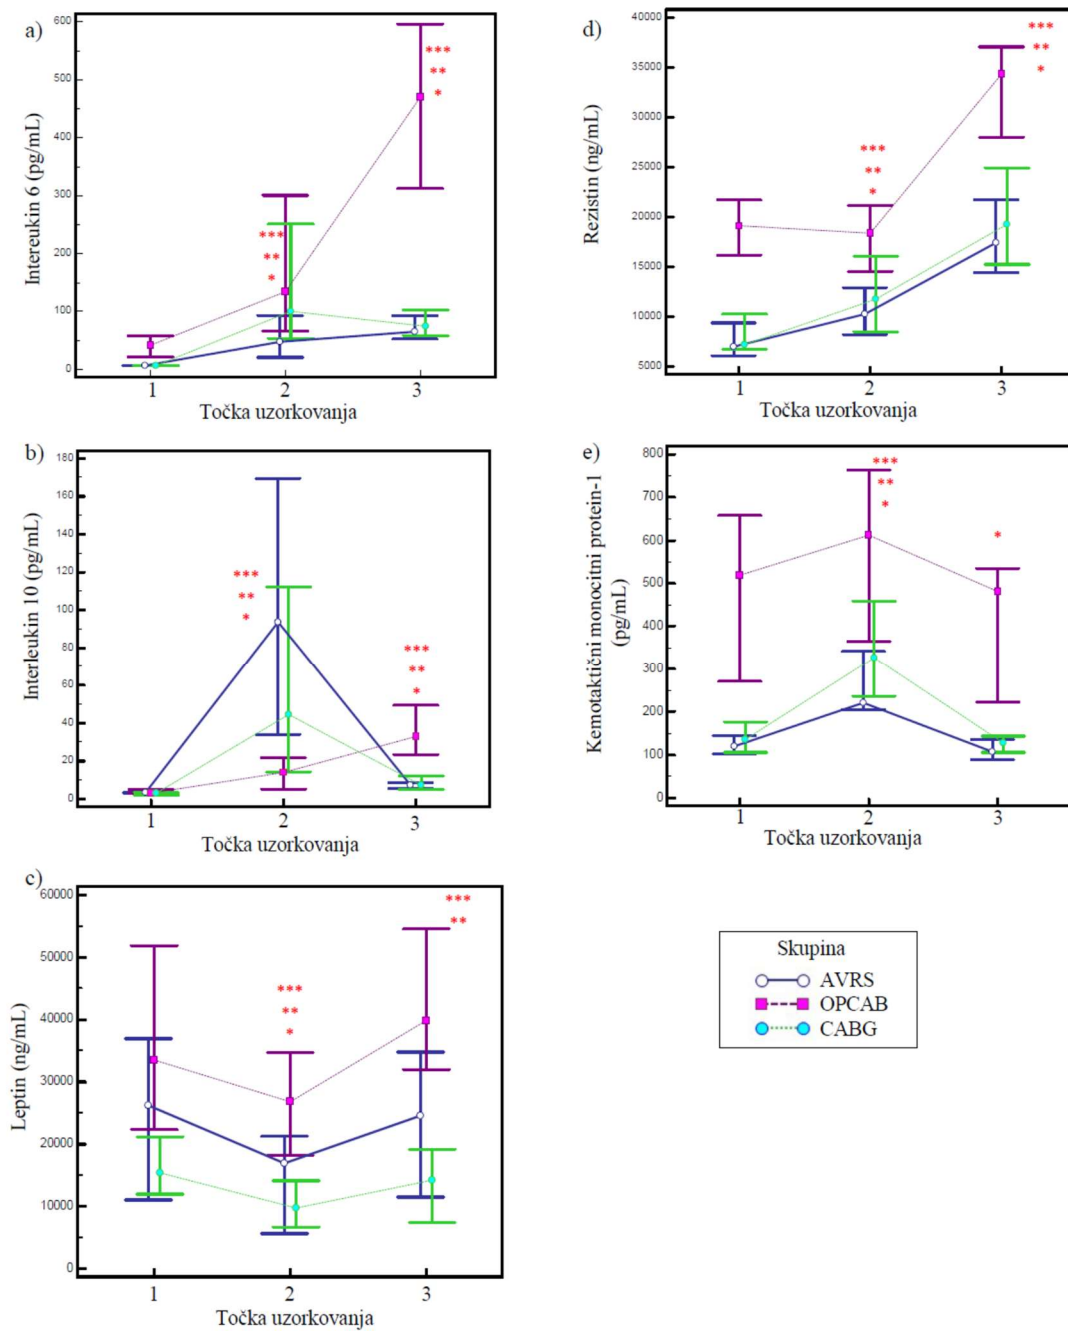 a)
Intereukin 6 (pg/mL)
600
500
400
300
200
100
0
***
**
*
***
**
*
1 2 3
Točka uzorkovanja
b)
Interleukin 10 (pg/mL)
180
160
140
120
100
80
60
40
20
0
***
**
*
***
**
*
1 2 3
Točka uzorkovanja
c)
Leptin (ng/mL)
60000
50000
40000
30000
20000
10000
0
***
**
*
***
**
1 2 3
Točka uzorkovanja
d)
Rezistin (ng/mL)
40000
35000
30000
25000
20000
15000
10000
5000
***
**
*
***
**
*
1 2 3
Točka uzorkovanja
e)
Kemotaktični monocitni protein-1
(pg/mL)
800
700
600
500
400
300
200
100
0
***
**
*
*
1 2 3
Točka uzorkovanja
Skupina
AVRS
OPCAB
CABG